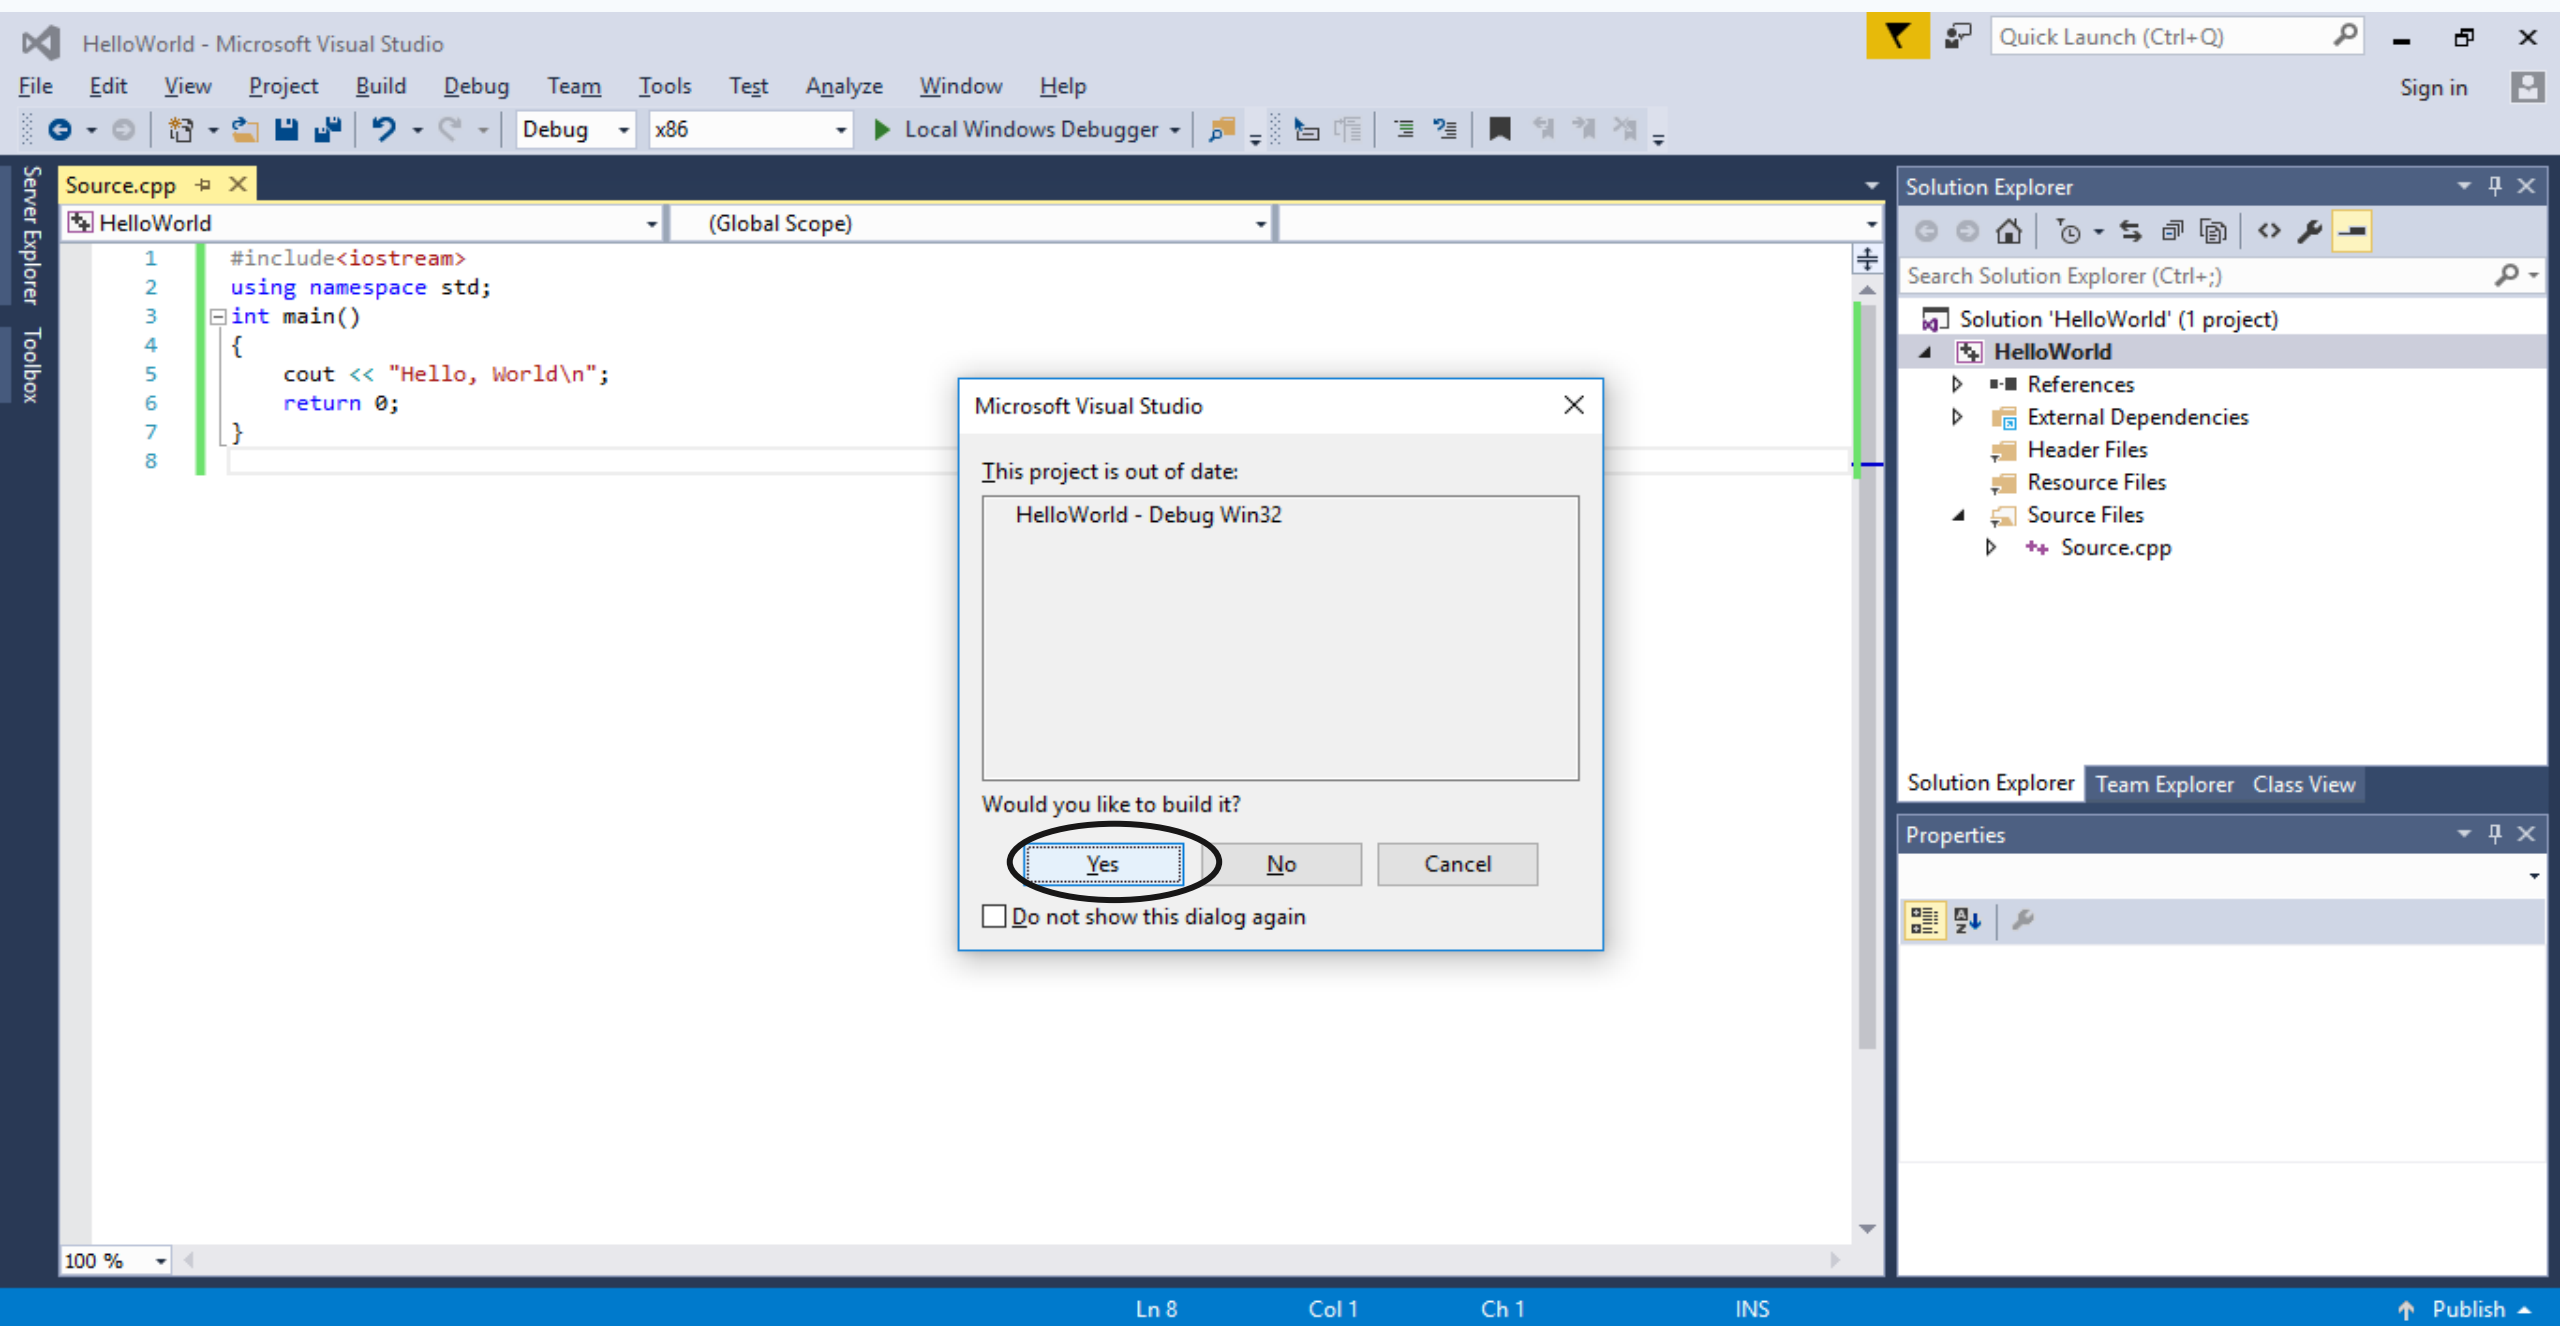 HelloWorld - Microsoft Visual Studio
Quick Launch (Ctrl+Q)
File Edit View Project Build Debug Team Tools Test Analyze Window Help
Sign in
Debug x86 Local Windows Debugger
Server Explorer
Toolbox
Source.cpp
HelloWorld (Global Scope)
1 #include<iostream>
2 using namespace std;
3 int main()
4 {
5 cout << "Hello, World\n";
6 return 0;
7 }
8
100 %
Microsoft Visual Studio
This project is out of date:
HelloWorld - Debug Win32
Would you like to build it?
Yes No Cancel
Do not show this dialog again
Solution Explorer
Search Solution Explorer (Ctrl+;)
Solution 'HelloWorld' (1 project)
HelloWorld
References
External Dependencies
Header Files
Resource Files
Source Files
Source.cpp
Solution Explorer Team Explorer Class View
Properties
Ln 8 Col 1 Ch 1 INS Publish